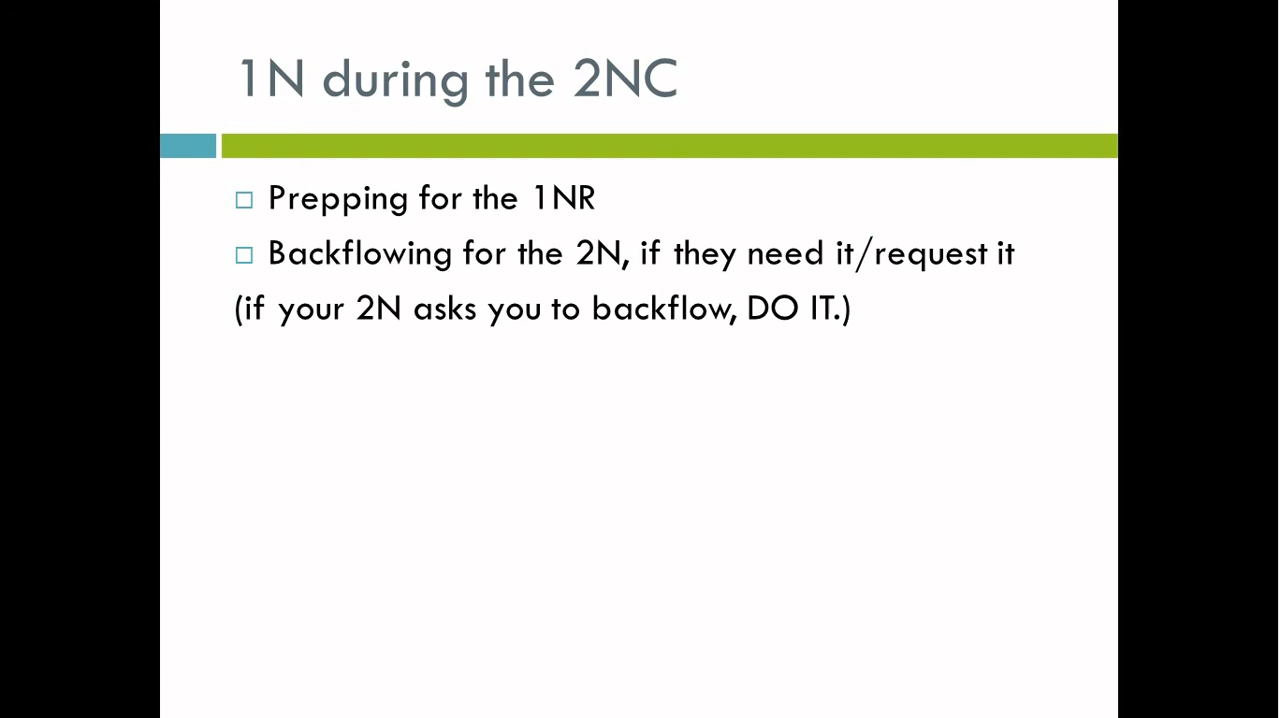 1N during the 2NC
Prepping for the 1NR
Backflowing for the 2N, if they need it/request it
(if your 2N asks you to backflow, DO IT.)